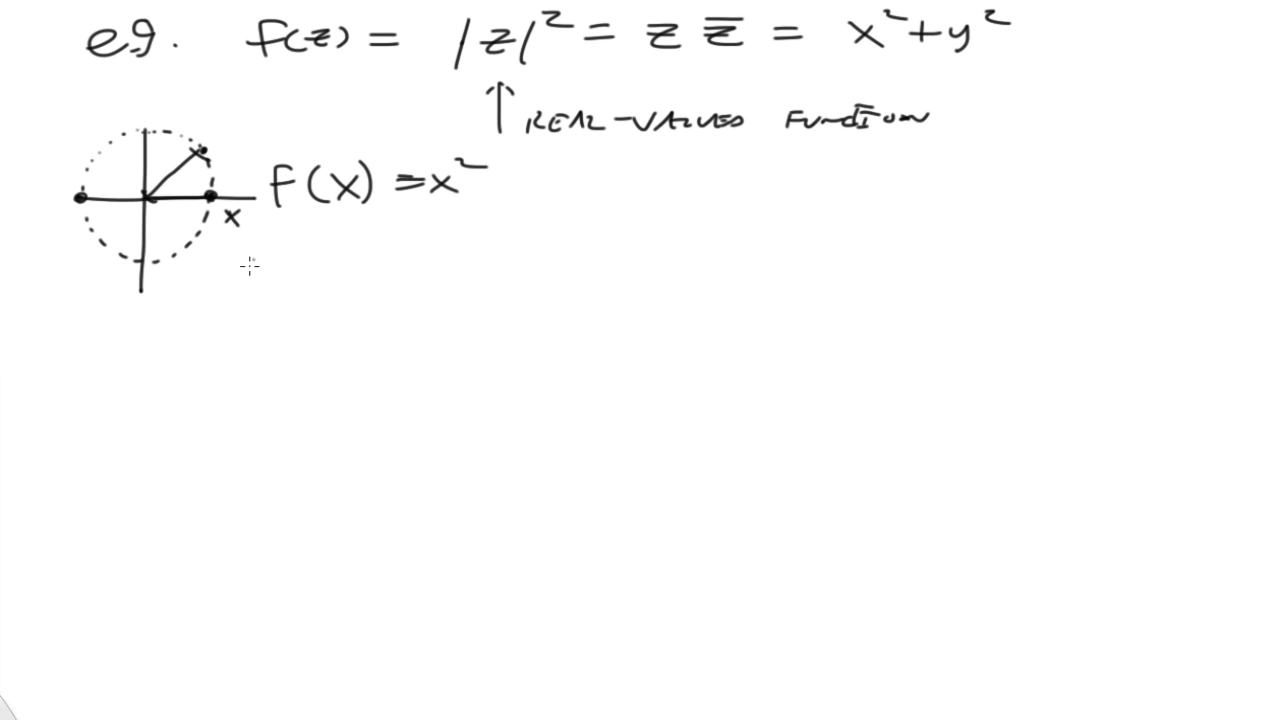 e.g. f(z) = |z|² = z z̅ = x²+y²
↑ REAL-VALUED FUNCTION
f(x) = x²
x